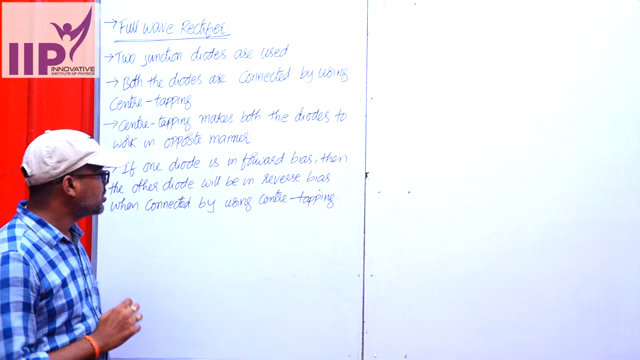 IIP
INNOVATIVE
INSTITUTE OF PHYSICS
→ Full wave Rectifier
→ Two junction diodes are used
→ Both the diodes are connected by using
Centre-tapping
→ Centre-tapping makes both the diodes to
work in opposite manner
→ If one diode is in forward bias, then
the other diode will be in reverse bias
when connected by using centre-tapping.